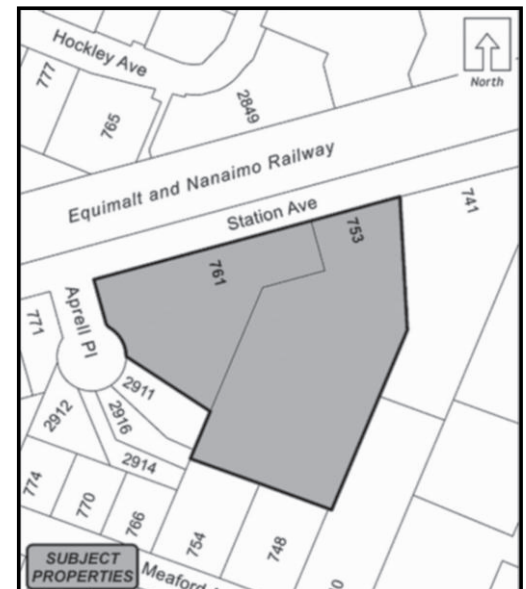 Hockley Ave
North
777
765
2849
Equimalt and Nanaimo Railway
Station Ave
741
753
761
Aprell Pl
771
2911
2916
2912
2914
774
770
766
754
748
SUBJECT
PROPERTIES
Meaford